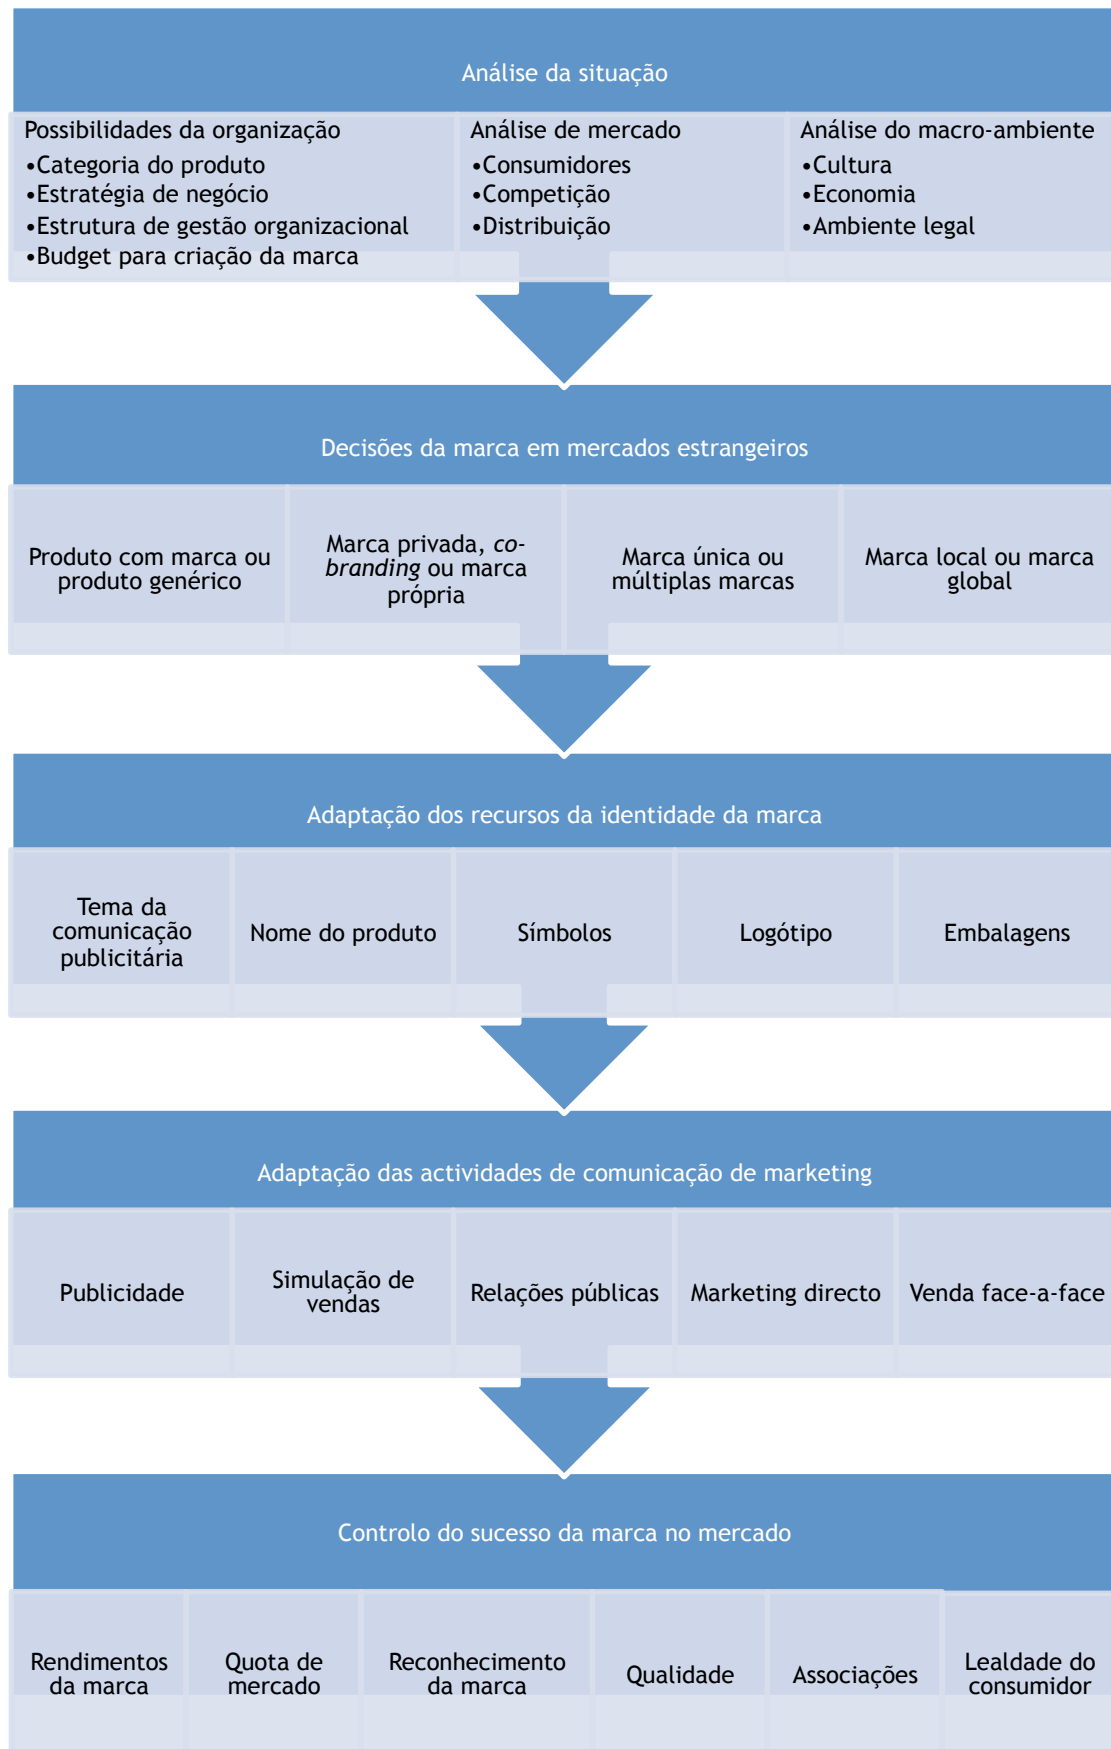 Análise da situação
Possibilidades da organização
•Categoria do produto
•Estratégia de negócio
•Estrutura de gestão organizacional
•Budget para criação da marca
Análise de mercado
•Consumidores
•Competição
•Distribuição
Análise do macro-ambiente
•Cultura
•Economia
•Ambiente legal
Decisões da marca em mercados estrangeiros
Produto com marca ou
produto genérico
Marca privada, co-
branding ou marca
própria
Marca única ou
múltiplas marcas
Marca local ou marca
global
Adaptação dos recursos da identidade da marca
Tema da
comunicação
publicitária
Nome do produto
Símbolos
Logótipo
Embalagens
Adaptação das actividades de comunicação de marketing
Publicidade
Simulação de
vendas
Relações públicas
Marketing directo
Venda face-a-face
Controlo do sucesso da marca no mercado
Rendimentos
da marca
Quota de
mercado
Reconhecimento
da marca
Qualidade
Associações
Lealdade do
consumidor